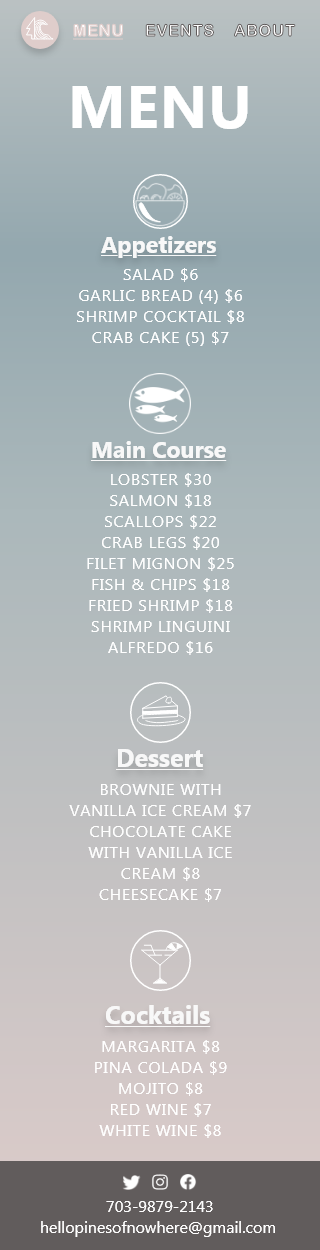 MENU EVENTS ABOUT
MENU
Appetizers
SALAD $6
GARLIC BREAD (4) $6
SHRIMP COCKTAIL $8
CRAB CAKE (5) $7
Main Course
LOBSTER $30
SALMON $18
SCALLOPS $22
CRAB LEGS $20
FILET MIGNON $25
FISH & CHIPS $18
FRIED SHRIMP $18
SHRIMP LINGUINI
ALFREDO $16
Dessert
BROWNIE WITH
VANILLA ICE CREAM $7
CHOCOLATE CAKE
WITH VANILLA ICE
CREAM $8
CHEESECAKE $7
Cocktails
MARGARITA $8
PINA COLADA $9
MOJITO $8
RED WINE $7
WHITE WINE $8
703-9879-2143
hellopinesofnowhere@gmail.com